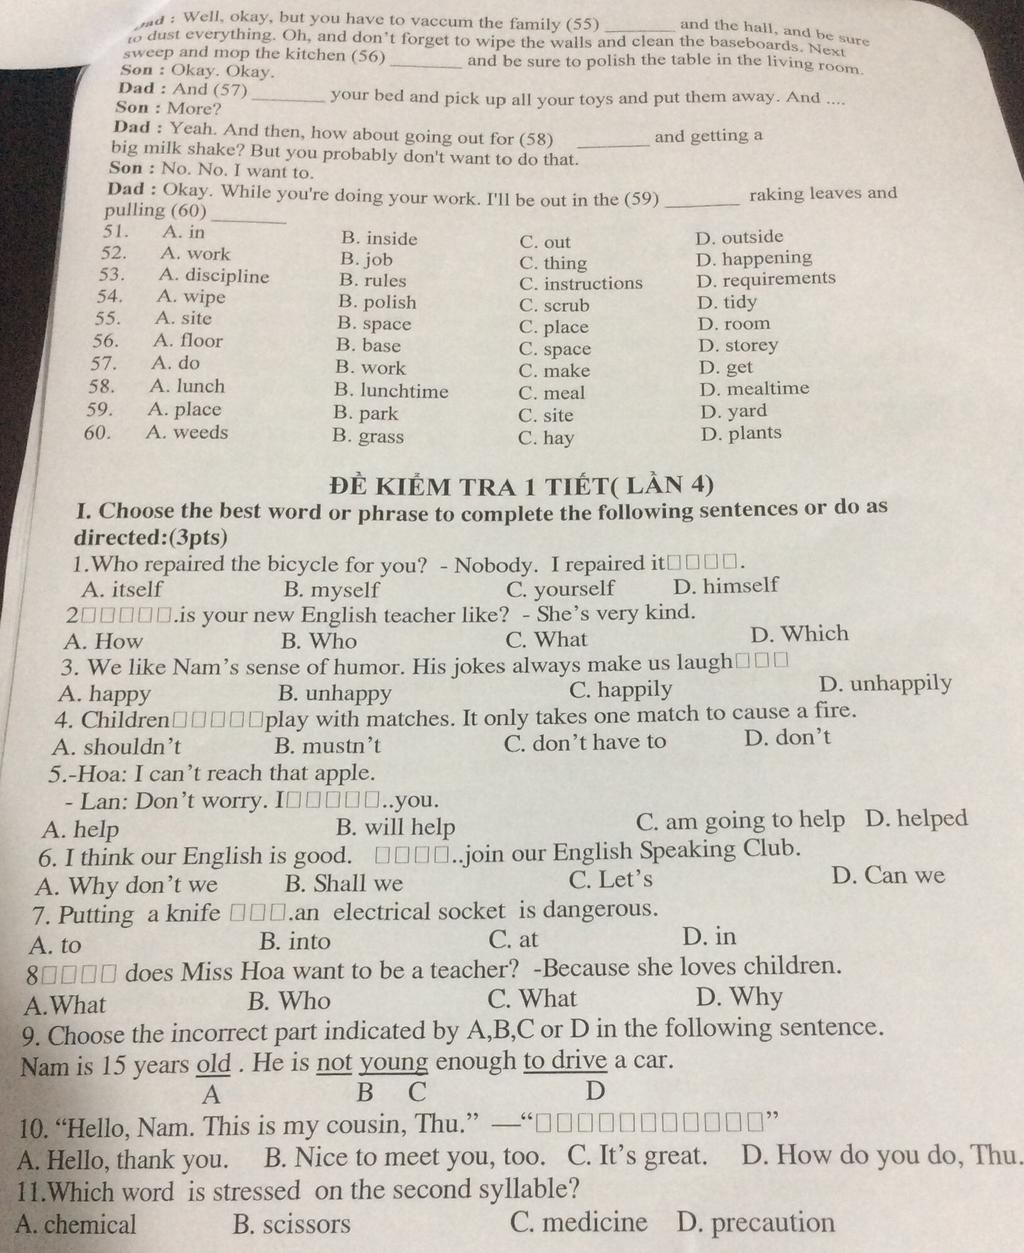 Dad : Well, okay, but you have to vaccum the family (55) ________ and the hall, and be sure
to dust everything. Oh, and don't forget to wipe the walls and clean the baseboards. Next
sweep and mop the kitchen (56) ________ and be sure to polish the table in the living room.
Son : Okay. Okay.
Dad : And (57) ________ your bed and pick up all your toys and put them away. And ....
Son : More?
Dad : Yeah. And then, how about going out for (58) ________ and getting a
big milk shake? But you probably don't want to do that.
Son : No. No. I want to.
Dad : Okay. While you're doing your work. I'll be out in the (59) ________ raking leaves and
pulling (60) ________
51. A. in B. inside C. out D. outside
52. A. work B. job C. thing D. happening
53. A. discipline B. rules C. instructions D. requirements
54. A. wipe B. polish C. scrub D. tidy
55. A. site B. space C. place D. room
56. A. floor B. base C. space D. storey
57. A. do B. work C. make D. get
58. A. lunch B. lunchtime C. meal D. mealtime
59. A. place B. park C. site D. yard
60. A. weeds B. grass C. hay D. plants
ĐỀ KIỂM TRA 1 TIẾT( LẦN 4)
I. Choose the best word or phrase to complete the following sentences or do as
directed:(3pts)
1.Who repaired the bicycle for you? - Nobody. I repaired it□□□□.
A. itself B. myself C. yourself D. himself
2□□□□□.is your new English teacher like? - She's very kind.
A. How B. Who C. What D. Which
3. We like Nam's sense of humor. His jokes always make us laugh□□□
A. happy B. unhappy C. happily D. unhappily
4. Children□□□□□play with matches. It only takes one match to cause a fire.
A. shouldn't B. mustn't C. don't have to D. don't
5.-Hoa: I can't reach that apple.
- Lan: Don't worry. I□□□□□..you.
A. help B. will help C. am going to help D. helped
6. I think our English is good. □□□□..join our English Speaking Club.
A. Why don't we B. Shall we C. Let's D. Can we
7. Putting a knife □□□.an electrical socket is dangerous.
A. to B. into C. at D. in
8□□□□ does Miss Hoa want to be a teacher? -Because she loves children.
A.What B. Who C. What D. Why
9. Choose the incorrect part indicated by A,B,C or D in the following sentence.
Nam is 15 years old . He is not young enough to drive a car.
A B C D
10. "Hello, Nam. This is my cousin, Thu." —"□□□□□□□□□□□"
A. Hello, thank you. B. Nice to meet you, too. C. It's great. D. How do you do, Thu.
11.Which word is stressed on the second syllable?
A. chemical B. scissors C. medicine D. precaution